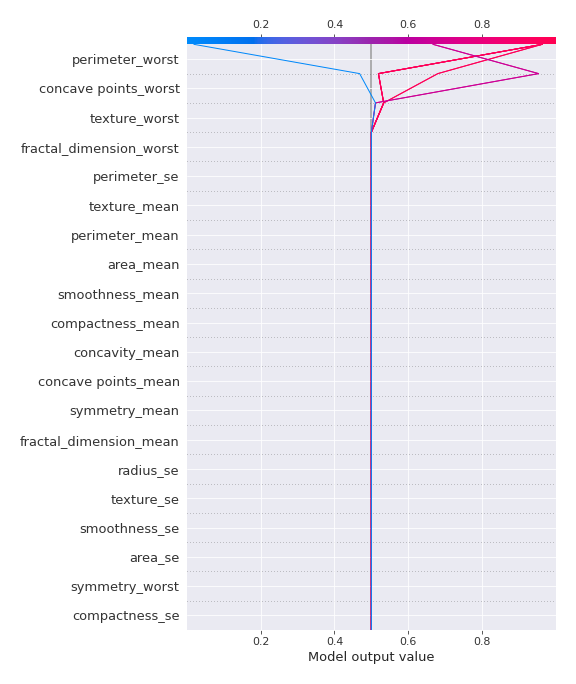 0.2 0.4 0.6 0.8
perimeter_worst
concave points_worst
texture_worst
fractal_dimension_worst
perimeter_se
texture_mean
perimeter_mean
area_mean
smoothness_mean
compactness_mean
concavity_mean
concave points_mean
symmetry_mean
fractal_dimension_mean
radius_se
texture_se
smoothness_se
area_se
symmetry_worst
compactness_se
0.2 0.4 0.6 0.8
Model output value